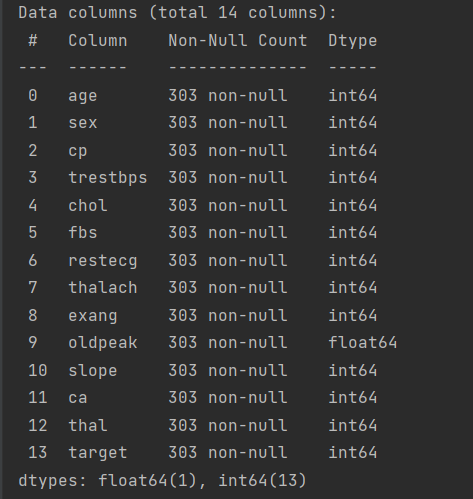 Data columns (total 14 columns):
 #   Column    Non-Null Count  Dtype
---  ------    --------------  -----
 0   age       303 non-null    int64
 1   sex       303 non-null    int64
 2   cp        303 non-null    int64
 3   trestbps  303 non-null    int64
 4   chol      303 non-null    int64
 5   fbs       303 non-null    int64
 6   restecg   303 non-null    int64
 7   thalach   303 non-null    int64
 8   exang     303 non-null    int64
 9   oldpeak   303 non-null    float64
 10  slope     303 non-null    int64
 11  ca        303 non-null    int64
 12  thal      303 non-null    int64
 13  target    303 non-null    int64
dtypes: float64(1), int64(13)